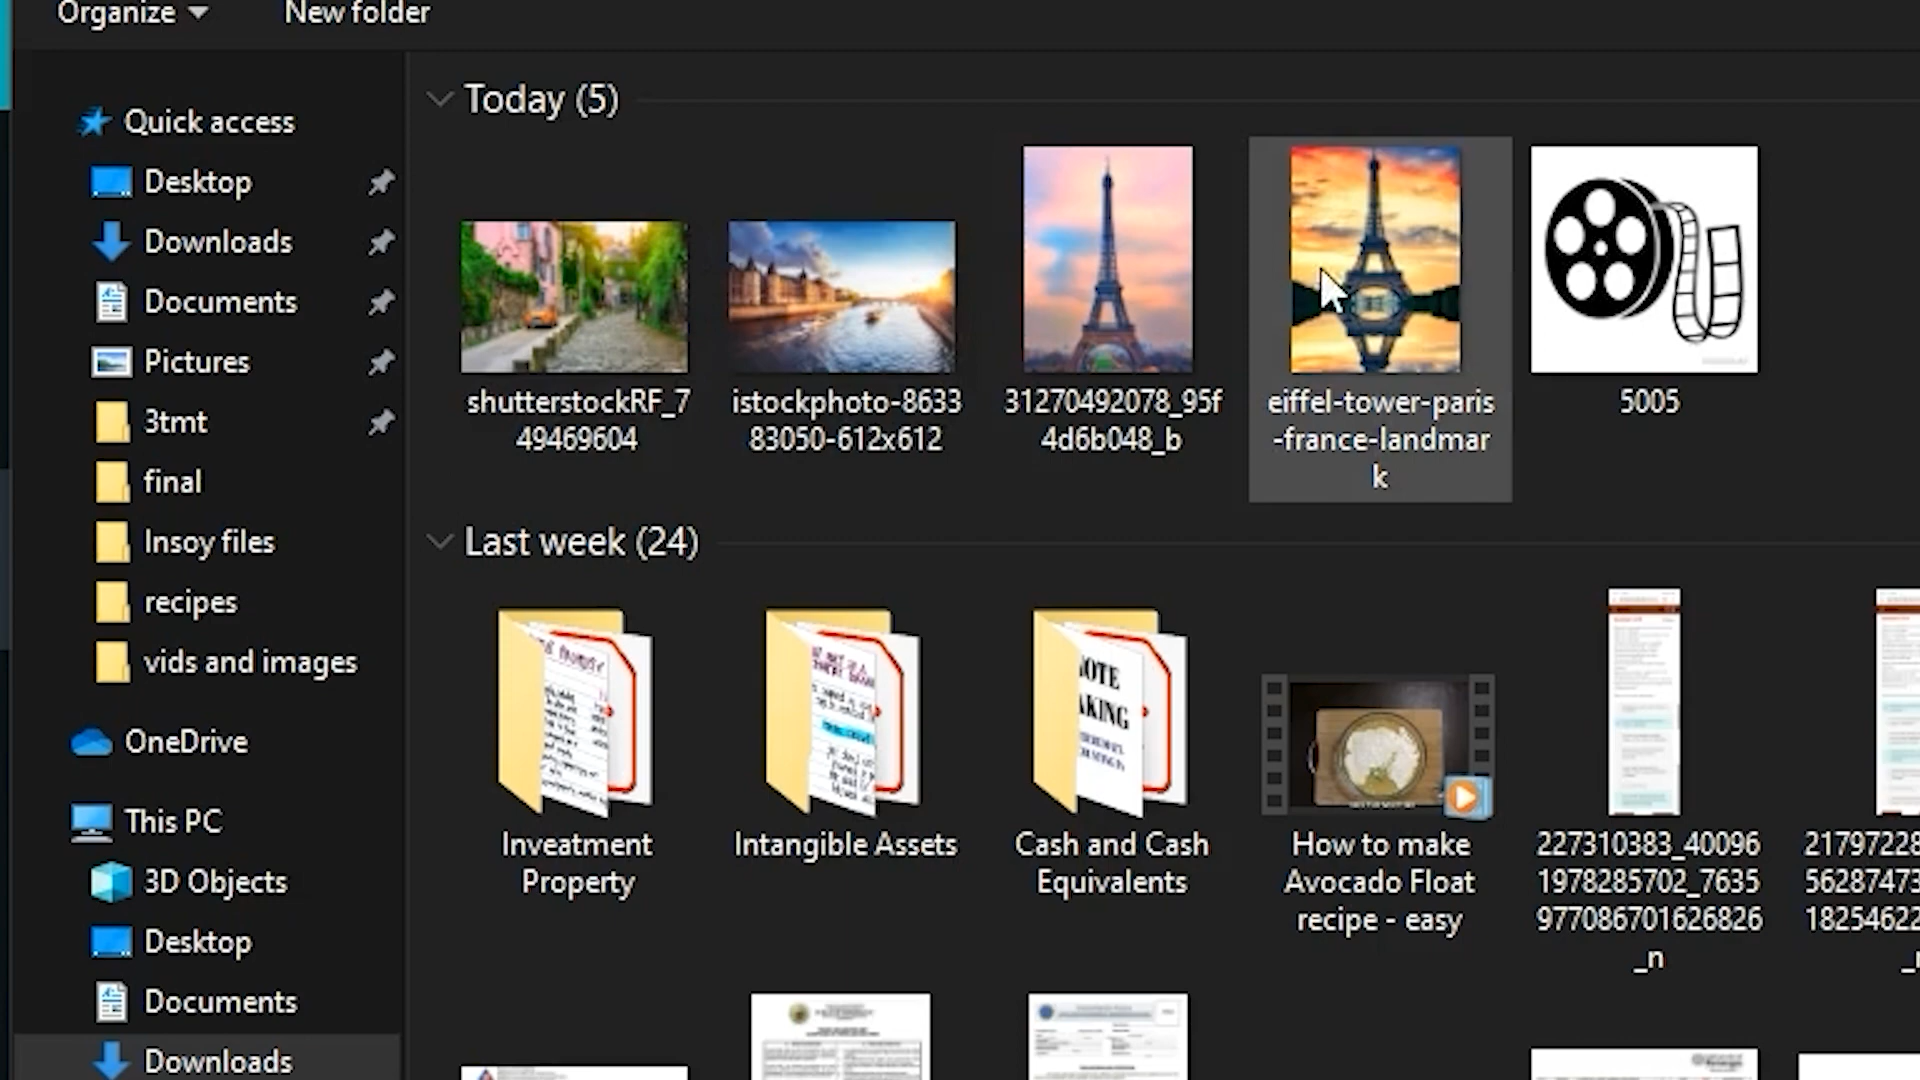 Organize
New folder
Quick access
Desktop
Downloads
Documents
Pictures
3tmt
final
Insoy files
recipes
vids and images
OneDrive
This PC
3D Objects
Desktop
Documents
Downloads
Today (5)
shutterstockRF_7
49469604
istockphoto-8633
83050-612x612
31270492078_95f
4d6b048_b
eiffel-tower-paris
-france-landmar
k
5005
Last week (24)
Inveatment
Property
Intangible Assets
Cash and Cash
Equivalents
How to make
Avocado Float
recipe - easy
227310383_40096
1978285702_7635
977086701626826
_n